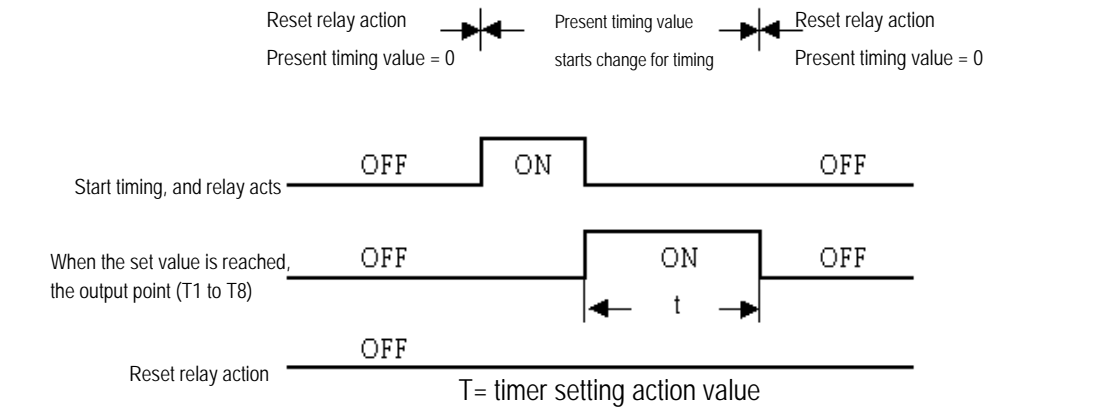 Reset relay action
Present timing value = 0
Present timing value
starts change for timing
Reset relay action
Present timing value = 0
Start timing, and relay acts
OFF
ON
OFF
When the set value is reached,
the output point (T1 to T8)
OFF
ON
OFF
t
Reset relay action
OFF
T= timer setting action value